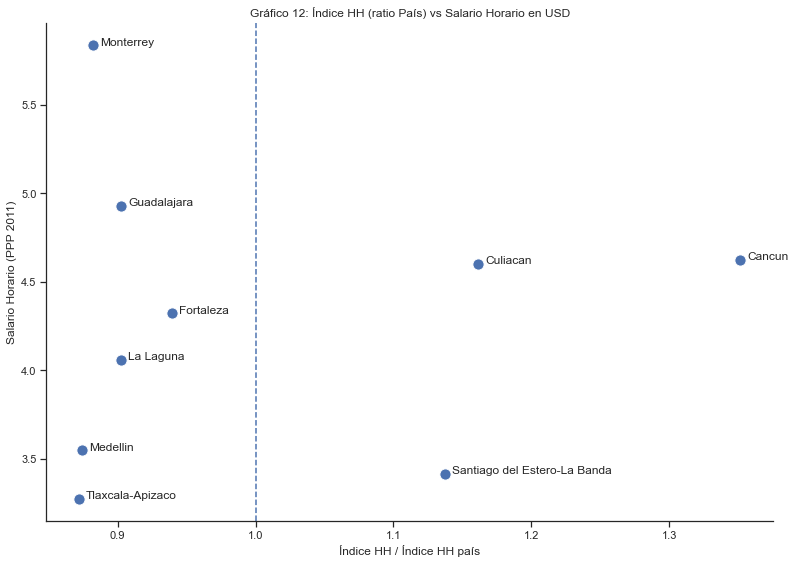 Gráfico 12: Índice HH (ratio País) vs Salario Horario en USD
Monterrey
5.5
5.0
Guadalajara
4.5
Culiacan
Cancun
Fortaleza
Salario Horario (PPP 2011)
La Laguna
4.0
Medellin
3.5
Santiago del Estero-La Banda
Tlaxcala-Apizaco
0.9
1.0
1.1
1.2
1.3
Índice HH / Índice HH país